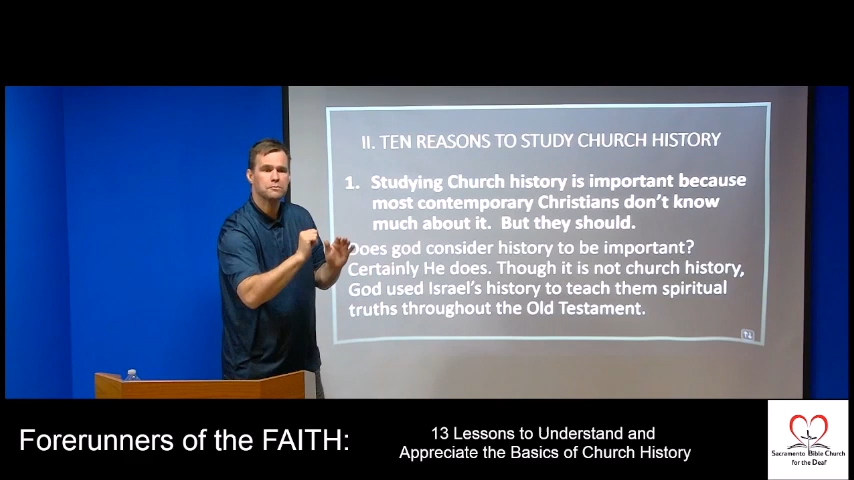 II. TEN REASONS TO STUDY CHURCH HISTORY
1. Studying Church history is important because
most contemporary Christians don't know
much about it. But they should.
Does god consider history to be important?
Certainly He does. Though it is not church history,
God used Israel's history to teach them spiritual
truths throughout the Old Testament.
Forerunners of the FAITH:
13 Lessons to Understand and
Appreciate the Basics of Church History
Sacramento Bible Church
for the Deaf